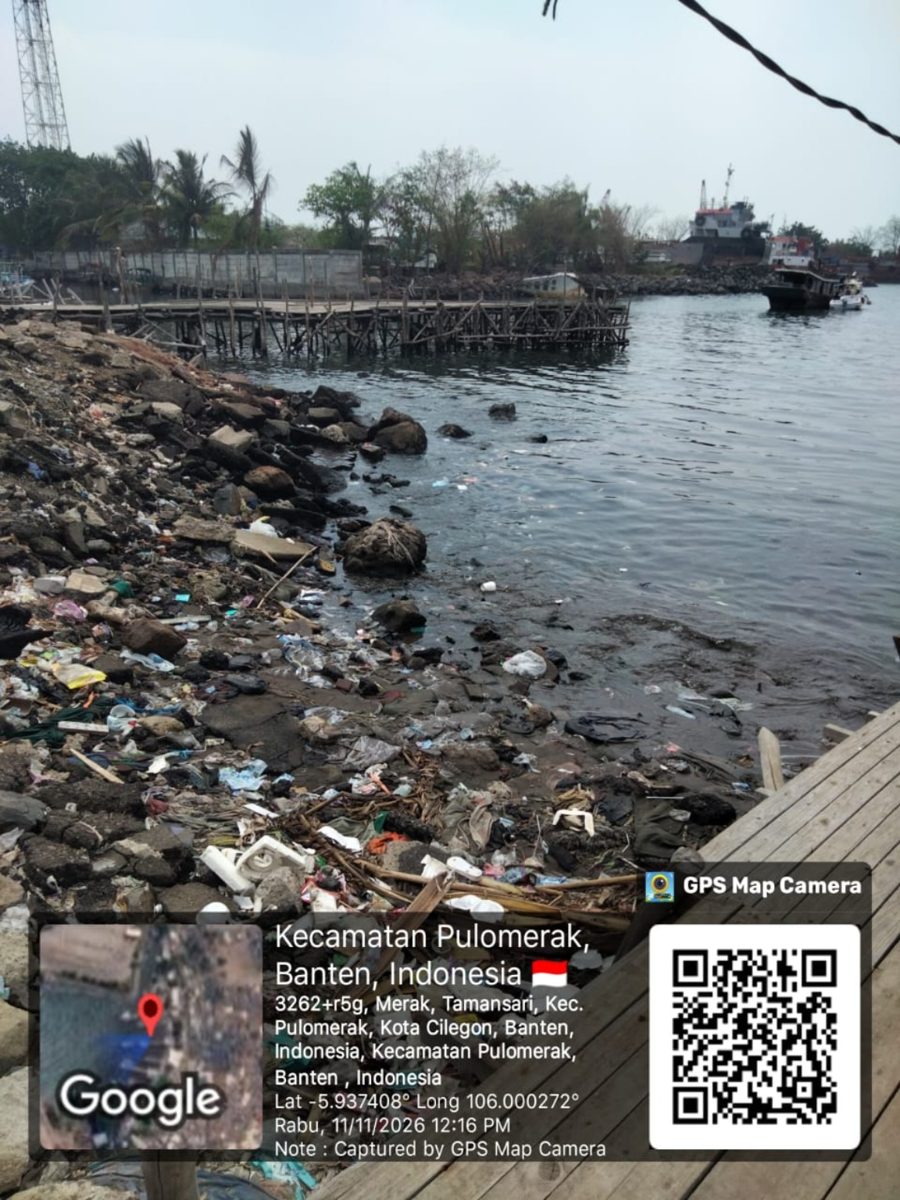 GPS Map Camera
Kecamatan Pulomerak,
Banten, Indonesia 🇮🇩
3262+r5g, Merak, Tamansari, Kec.
Pulomerak, Kota Cilegon, Banten,
Indonesia, Kecamatan Pulomerak,
Banten , Indonesia
Lat -5.937408° Long 106.000272°
Rabu, 11/11/2026 12:16 PM
Note : Captured by GPS Map Camera
Google